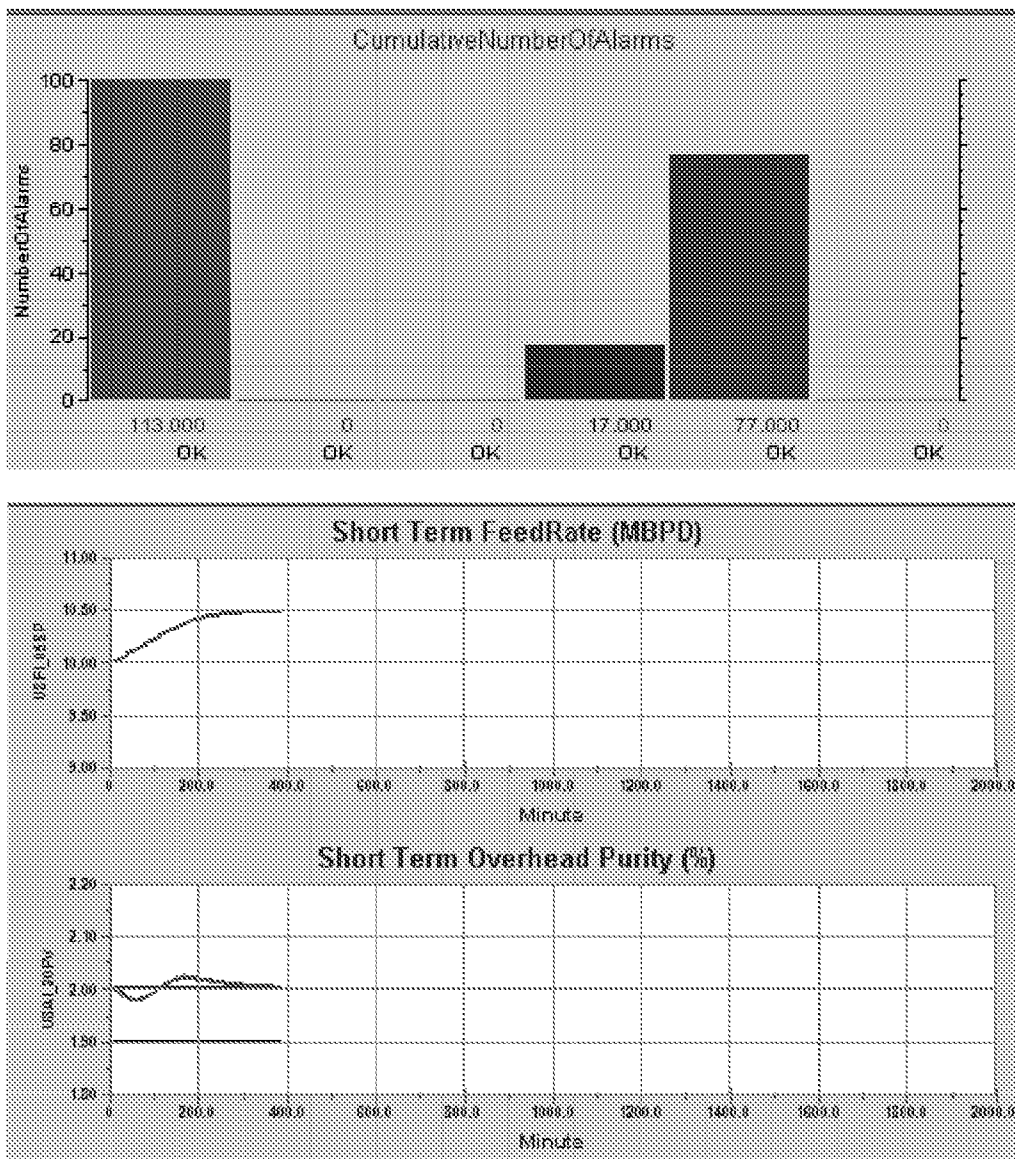 CumulativeNumberOfAlarms
NumberOfAlarms
100
80
60
40
20
0
113.000 0 0 17.000 77.000 0
OK OK OK OK OK OK
Short Term FeedRate (MBPD)
11.00
10.50
10.00
9.50
9.00
0 200.0 400.0 600.0 800.0 1000.0 1200.0 1400.0 1600.0 1800.0 2000.0
Minute
Short Term Overhead Purity (%)
2.20
2.10
2.00
1.90
1.80
0 200.0 400.0 600.0 800.0 1000.0 1200.0 1400.0 1600.0 1800.0 2000.0
Minute